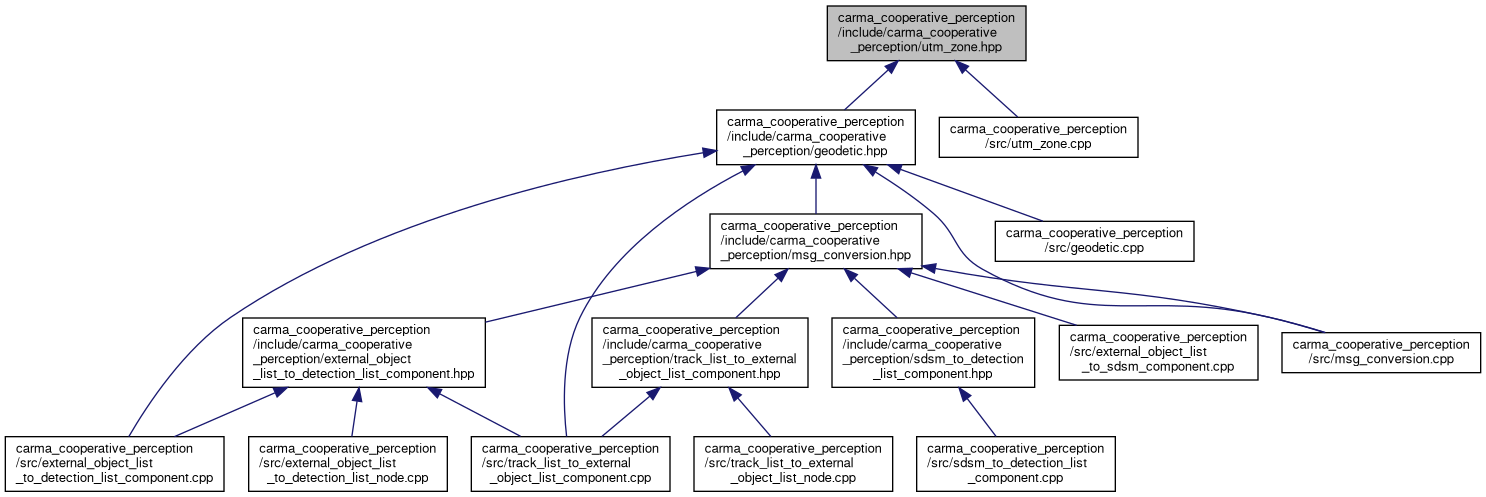 carma_cooperative_perception
/include/carma_cooperative
_perception/utm_zone.hpp
carma_cooperative_perception
/include/carma_cooperative
_perception/geodetic.hpp
carma_cooperative_perception
/src/utm_zone.cpp
carma_cooperative_perception
/include/carma_cooperative
_perception/msg_conversion.hpp
carma_cooperative_perception
/src/geodetic.cpp
carma_cooperative_perception
/include/carma_cooperative
_perception/external_object
_list_to_detection_list_component.hpp
carma_cooperative_perception
/include/carma_cooperative
_perception/track_list_to_external
_object_list_component.hpp
carma_cooperative_perception
/include/carma_cooperative
_perception/sdsm_to_detection
_list_component.hpp
carma_cooperative_perception
/src/external_object_list
_to_sdsm_component.cpp
carma_cooperative_perception
/src/msg_conversion.cpp
carma_cooperative_perception
/src/external_object_list
_to_detection_list_component.cpp
carma_cooperative_perception
/src/external_object_list
_to_detection_list_node.cpp
carma_cooperative_perception
/src/track_list_to_external
_object_list_component.cpp
carma_cooperative_perception
/src/track_list_to_external
_object_list_node.cpp
carma_cooperative_perception
/src/sdsm_to_detection_list
_component.cpp